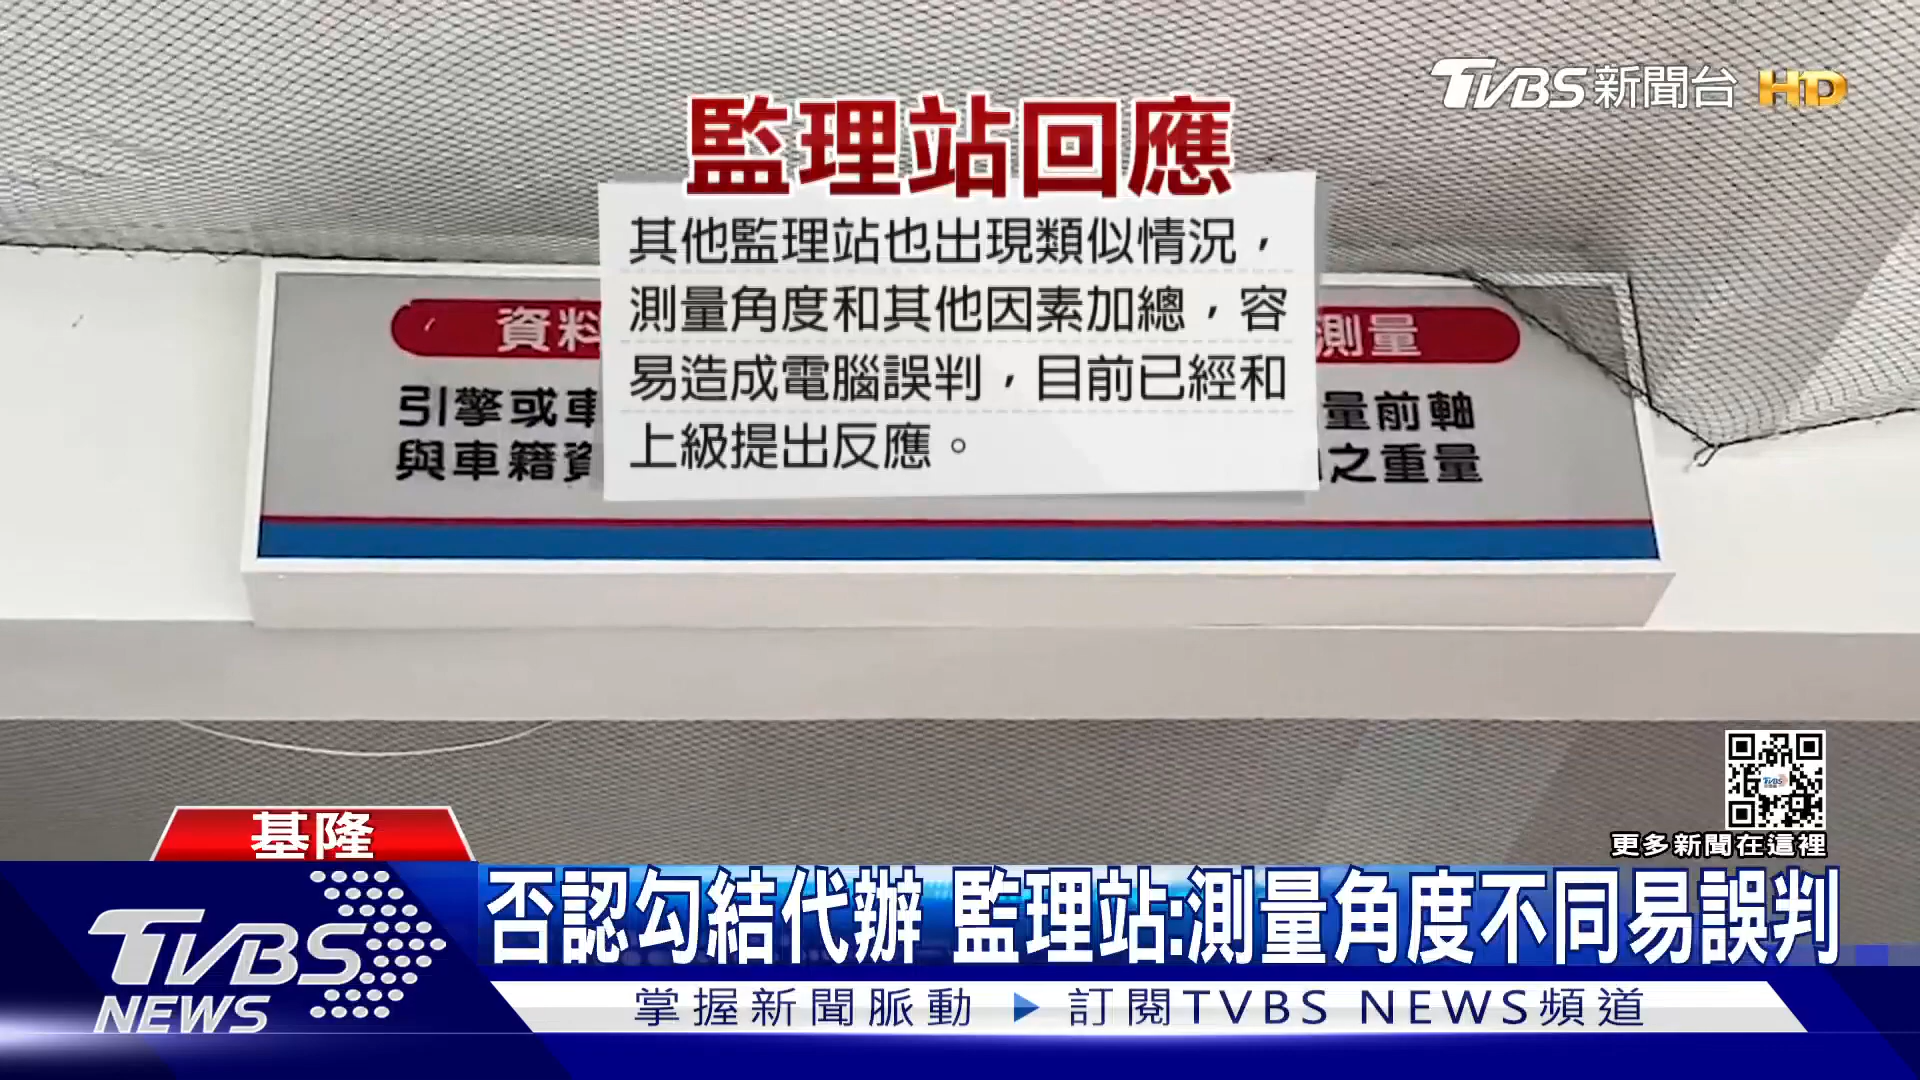 TVBS新聞台 HD
監理站回應
其他監理站也出現類似情況，
測量角度和其他因素加總，容
易造成電腦誤判，目前已經和
上級提出反應。
資料
引擎或車
與車籍資
測量
量前軸
之重量
更多新聞在這裡
基隆
否認勾結代辦 監理站:測量角度不同易誤判
TVBS NEWS
掌握新聞脈動 ▶ 訂閱TVBS NEWS頻道